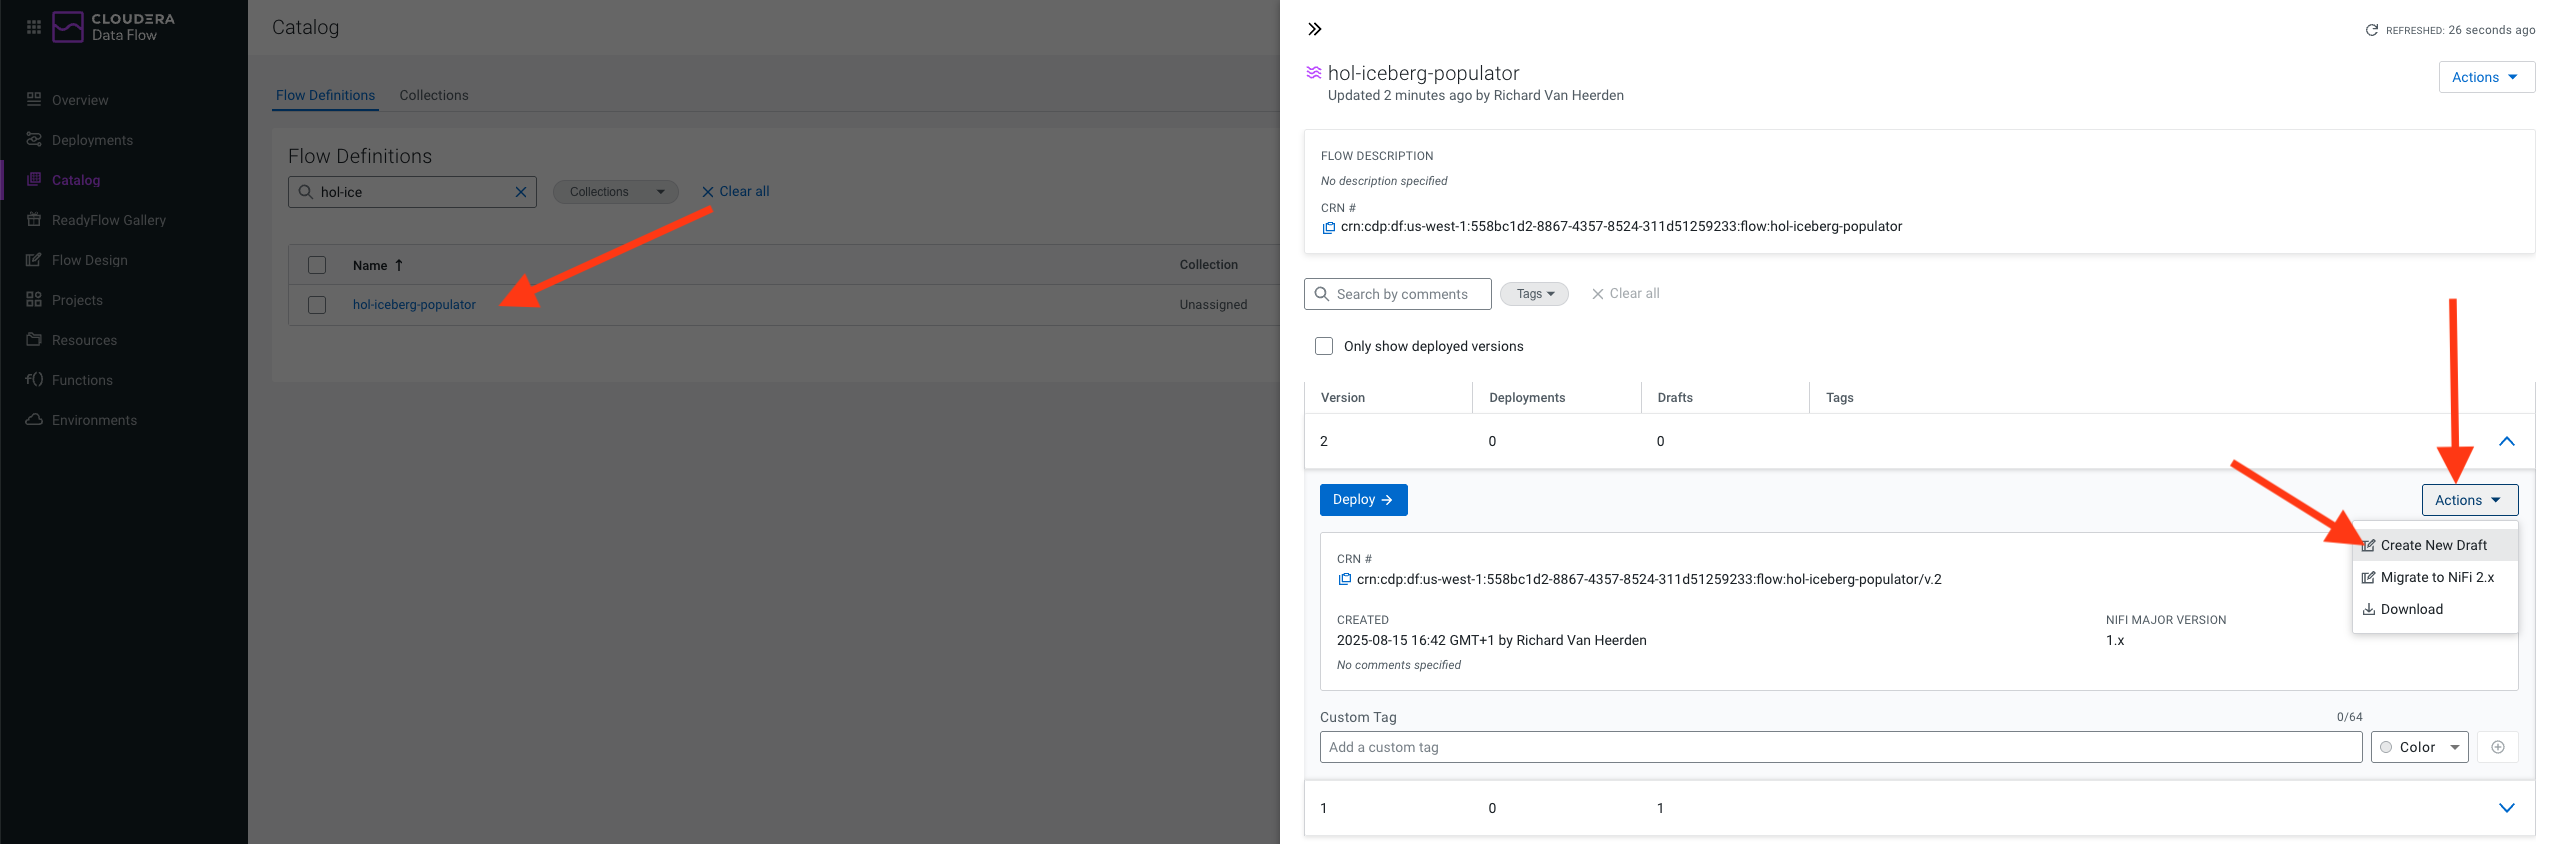 CLOUDERA
Data Flow
Overview
Deployments
Catalog
ReadyFlow Gallery
Flow Design
Projects
Resources
Functions
Environments
Catalog
Flow Definitions
Collections
Flow Definitions
hol-ice
Collections
Clear all
Name
Collection
hol-iceberg-populator
Unassigned
REFRESHED: 26 seconds ago
hol-iceberg-populator
Updated 2 minutes ago by Richard Van Heerden
Actions
FLOW DESCRIPTION
No description specified
CRN #
crn:cdp:df:us-west-1:558bc1d2-8867-4357-8524-311d51259233:flow:hol-iceberg-populator
Search by comments
Tags
Clear all
Only show deployed versions
Version
Deployments
Drafts
Tags
2
0
0
Deploy
Actions
Create New Draft
Migrate to NiFi 2.x
Download
CRN #
crn:cdp:df:us-west-1:558bc1d2-8867-4357-8524-311d51259233:flow:hol-iceberg-populator/v.2
CREATED
2025-08-15 16:42 GMT+1 by Richard Van Heerden
No comments specified
NIFI MAJOR VERSION
1.x
Custom Tag
0/64
Add a custom tag
Color
1
0
1